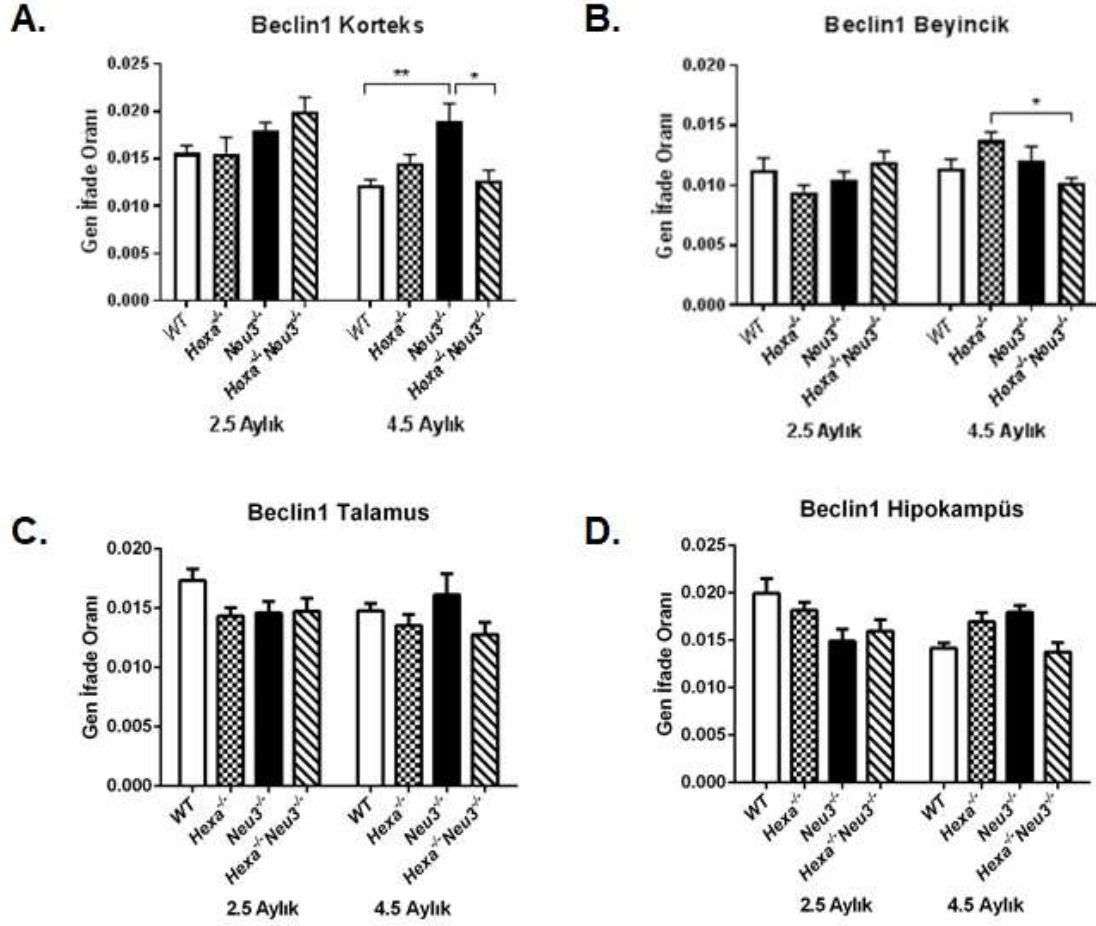 A.
Beclin1 Korteks
Gen İfade Oranı
0.025
0.020
0.015
0.010
0.005
0.000
**
*
WT
Hexa-/-
Neu3-/-
Hexa-/-Neu3-/-
WT
Hexa-/-
Neu3-/-
Hexa-/-Neu3-/-
2.5 Aylık
4.5 Aylık
B.
Beclin1 Beyincik
Gen İfade Oranı
0.020
0.015
0.010
0.005
0.000
*
WT
Hexa-/-
Neu3-/-
Hexa-/-Neu3-/-
WT
Hexa-/-
Neu3-/-
Hexa-/-Neu3-/-
2.5 Aylık
4.5 Aylık
C.
Beclin1 Talamus
Gen İfade Oranı
0.020
0.015
0.010
0.005
0.000
WT
Hexa-/-
Neu3-/-
Hexa-/-Neu3-/-
WT
Hexa-/-
Neu3-/-
Hexa-/-Neu3-/-
2.5 Aylık
4.5 Aylık
D.
Beclin1 Hipokampüs
Gen İfade Oranı
0.025
0.020
0.015
0.010
0.005
0.000
WT
Hexa-/-
Neu3-/-
Hexa-/-Neu3-/-
WT
Hexa-/-
Neu3-/-
Hexa-/-Neu3-/-
2.5 Aylık
4.5 Aylık